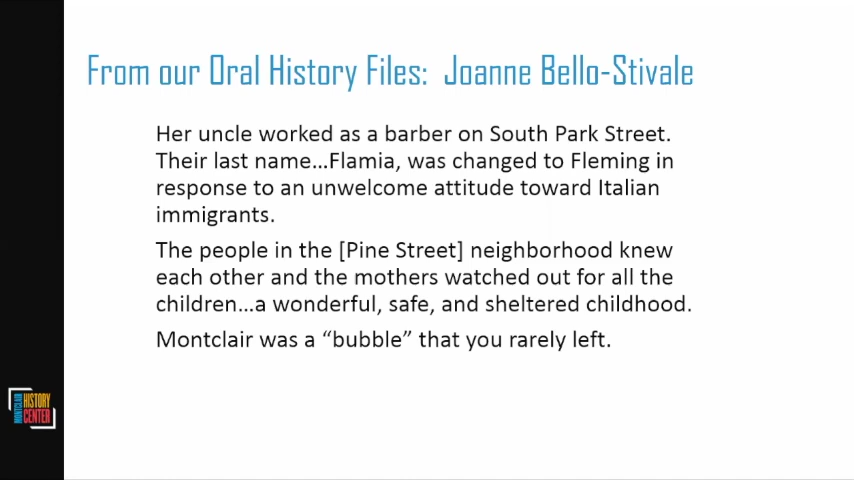 From our Oral History Files: Joanne Bello-Stivale
Her uncle worked as a barber on South Park Street.
Their last name…Flamia, was changed to Fleming in
response to an unwelcome attitude toward Italian
immigrants.
The people in the [Pine Street] neighborhood knew
each other and the mothers watched out for all the
children…a wonderful, safe, and sheltered childhood.
Montclair was a “bubble” that you rarely left.
MONTCLAIR
HISTORY
CENTER